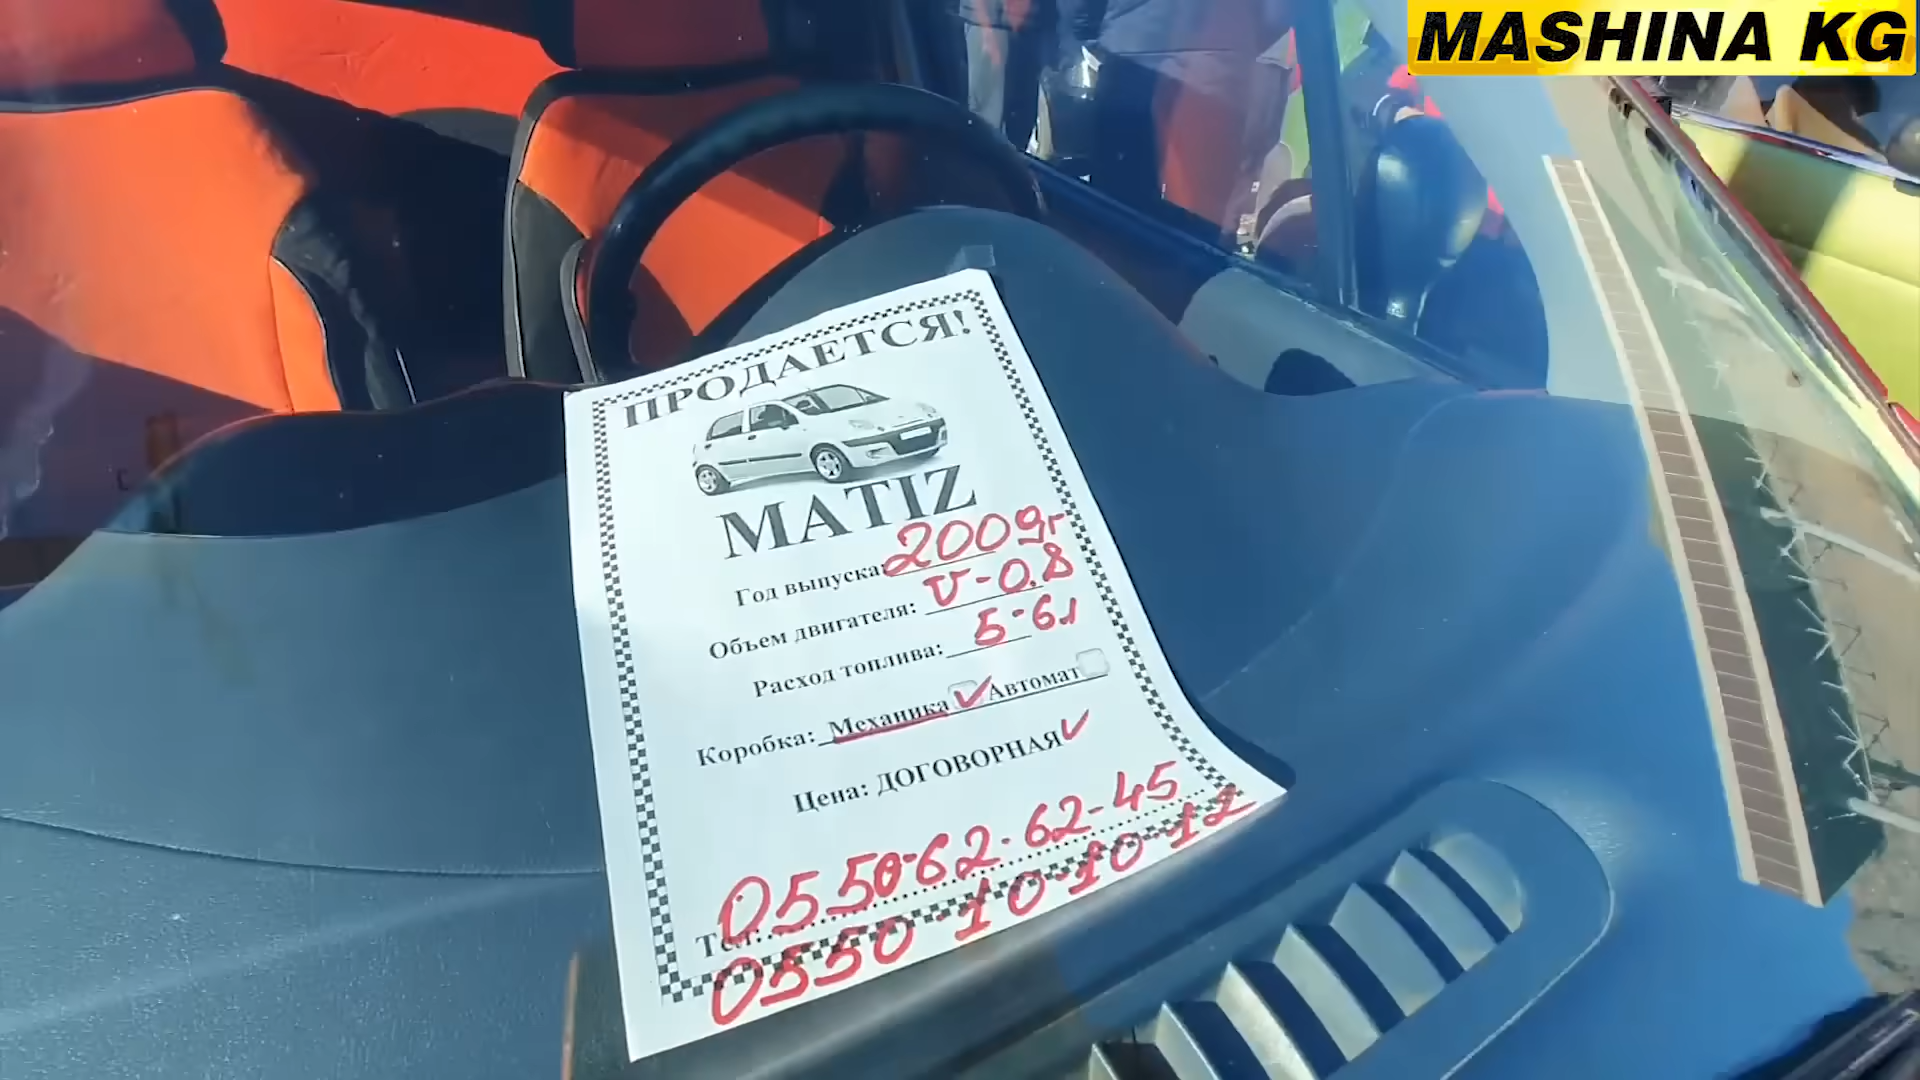 MASHINA KG
ПРОДАЕТСЯ!
MATIZ
Год выпуска: 2009г
Объем двигателя: V-0.8
Расход топлива: 5-6л
Коробка: Механика Автомат
Цена: ДОГОВОРНАЯ
Тел: 0550-62-62-45
0550-10-10-12